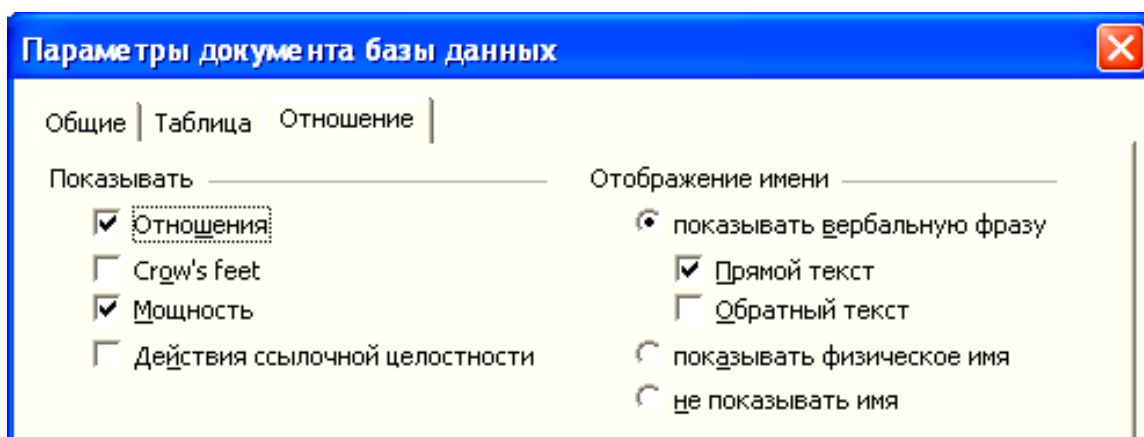 Параметры документа базы данных
Общие Таблица Отношение
Показывать
Отношения
Crow's feet
Мощность
Действия ссылочной целостности
Отображение имени
показывать вербальную фразу
Прямой текст
Обратный текст
показывать физическое имя
не показывать имя